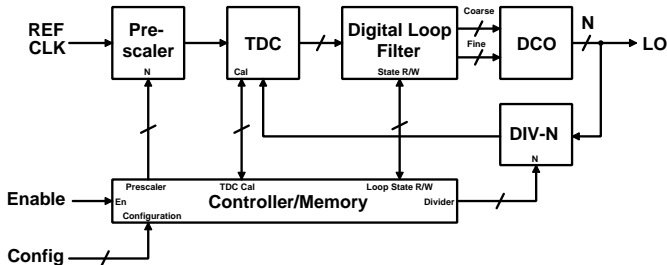 REF
CLK
Pre-
scaler
N
TDC
Cal
Digital Loop
Filter
State R/W
Coarse
Fine
DCO
N
LO
DIV-N
N
Enable
Config
Prescaler
TDC Cal
Loop State R/W
En
Controller/Memory
Divider
Configuration